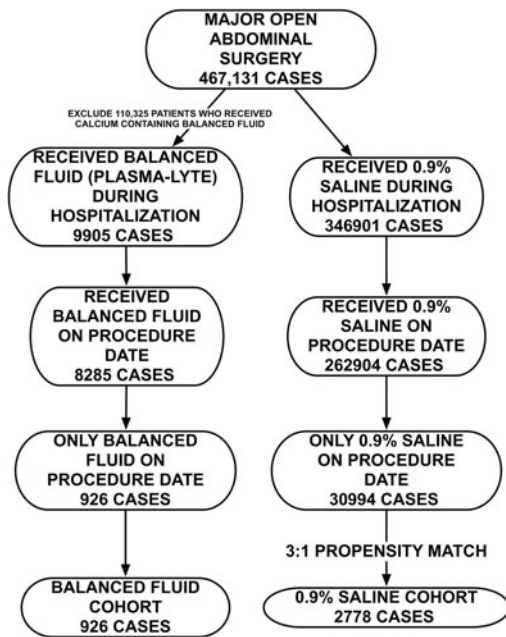 MAJOR OPEN
ABDOMINAL
SURGERY
467,131 CASES
EXCLUDE 110,325 PATIENTS WHO RECEIVED
CALCIUM CONTAINING BALANCED FLUID
RECEIVED BALANCED
FLUID (PLASMA-LYTE)
DURING
HOSPITALIZATION
9905 CASES
RECEIVED 0.9%
SALINE DURING
HOSPITALIZATION
346901 CASES
RECEIVED
BALANCED FLUID
ON PROCEDURE
DATE
8285 CASES
RECEIVED 0.9%
SALINE ON
PROCEDURE DATE
262904 CASES
ONLY BALANCED
FLUID ON
PROCEDURE DATE
926 CASES
ONLY 0.9% SALINE
ON PROCEDURE
DATE
30994 CASES
3:1 PROPENSITY MATCH
BALANCED FLUID
COHORT
926 CASES
0.9% SALINE COHORT
2778 CASES